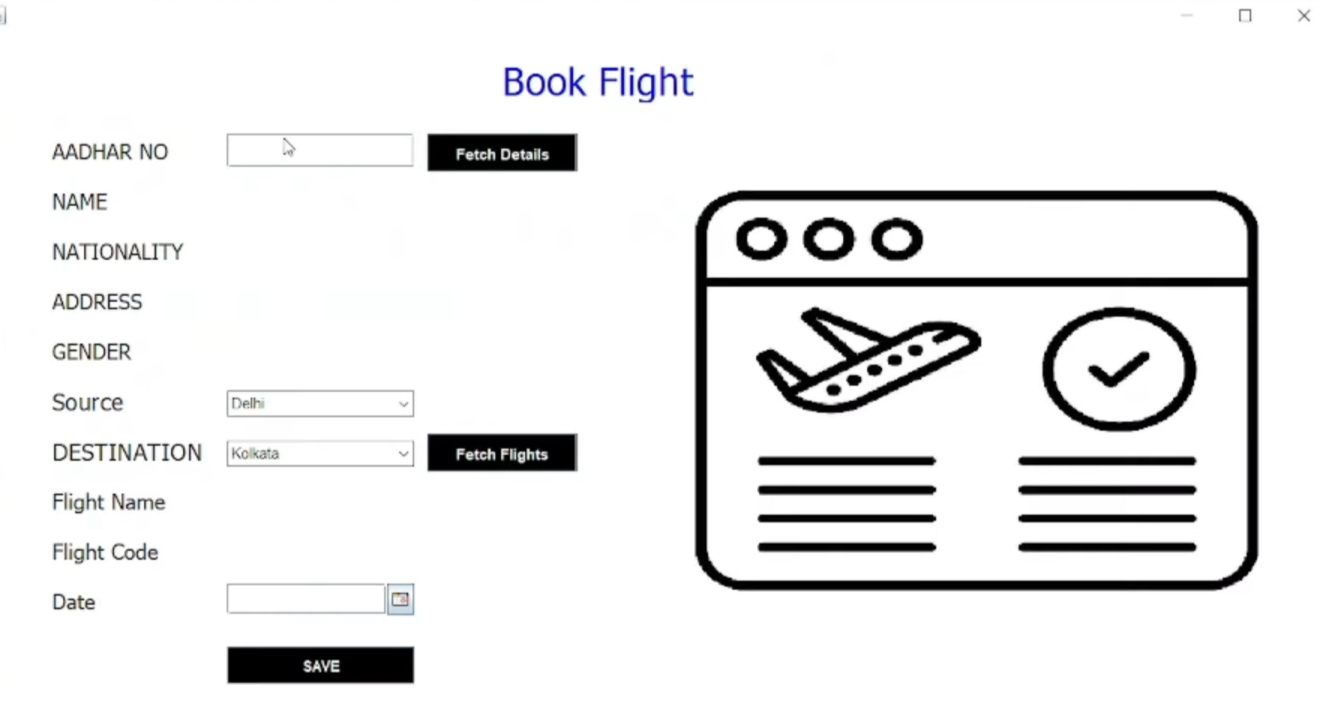 Book Flight
AADHAR NO Fetch Details
NAME
NATIONALITY
ADDRESS
GENDER
Source Delhi
DESTINATION Kolkata Fetch Flights
Flight Name
Flight Code
Date
SAVE